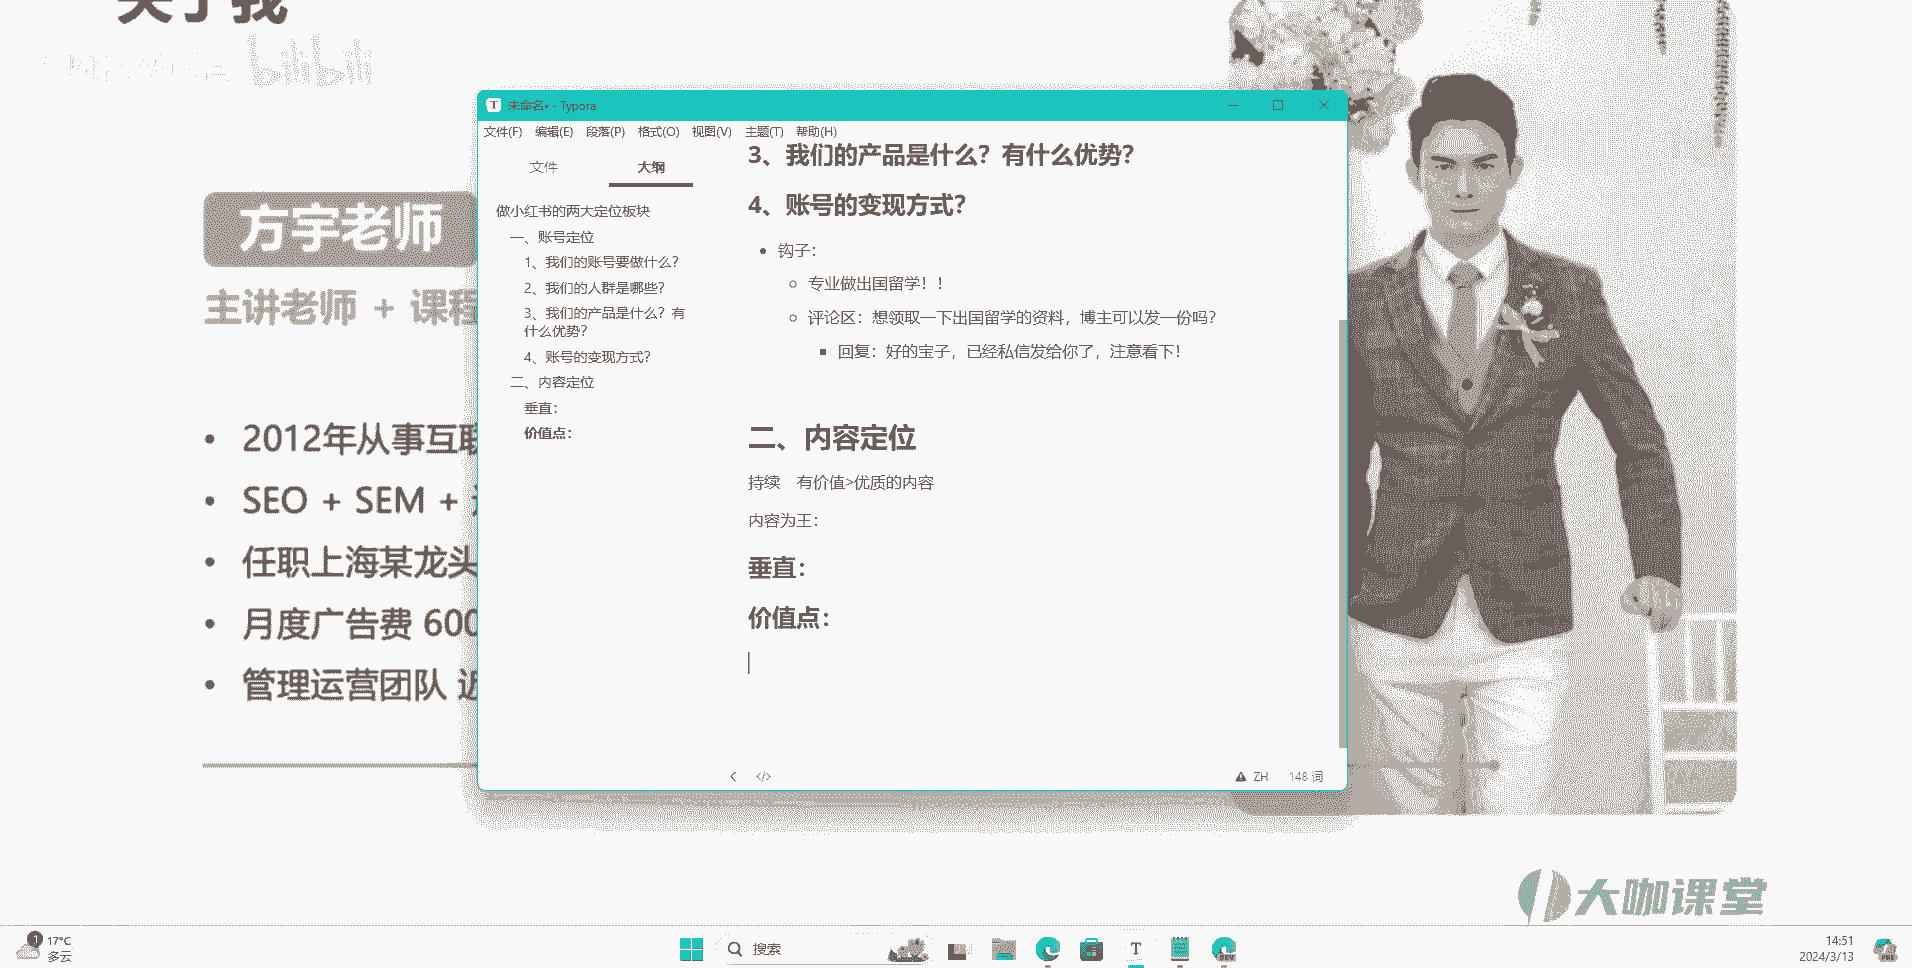 关于我
bilibili
方宇老师
主讲老师 + 课程
• 2012年从事互联
• SEO + SEM +
• 任职上海某龙头
• 月度广告费 600
• 管理运营团队 近
未命名• - Typora
文件(F) 编辑(E) 段落(P) 格式(O) 视图(V) 主题(T) 帮助(H)
文件 大纲
做小红书的两大定位板块
一、账号定位
1、我们的账号要做什么？
2、我们的人群是哪些？
3、我们的产品是什么？有
什么优势？
4、账号的变现方式？
二、内容定位
垂直：
价值点：
3、我们的产品是什么？有什么优势？
4、账号的变现方式？
• 钩子：
专业做出国留学！！
评论区：想领取一下出国留学的资料，博主可以发一份吗？
回复：好的宝子，已经私信发给你了，注意看下！
二、内容定位
持续 有价值>优质的内容
内容为王：
垂直：
价值点：
</> ZH 148 词
大咖课堂
1 17°C
多云
搜索
DEV
14:51
2024/3/13
PRE